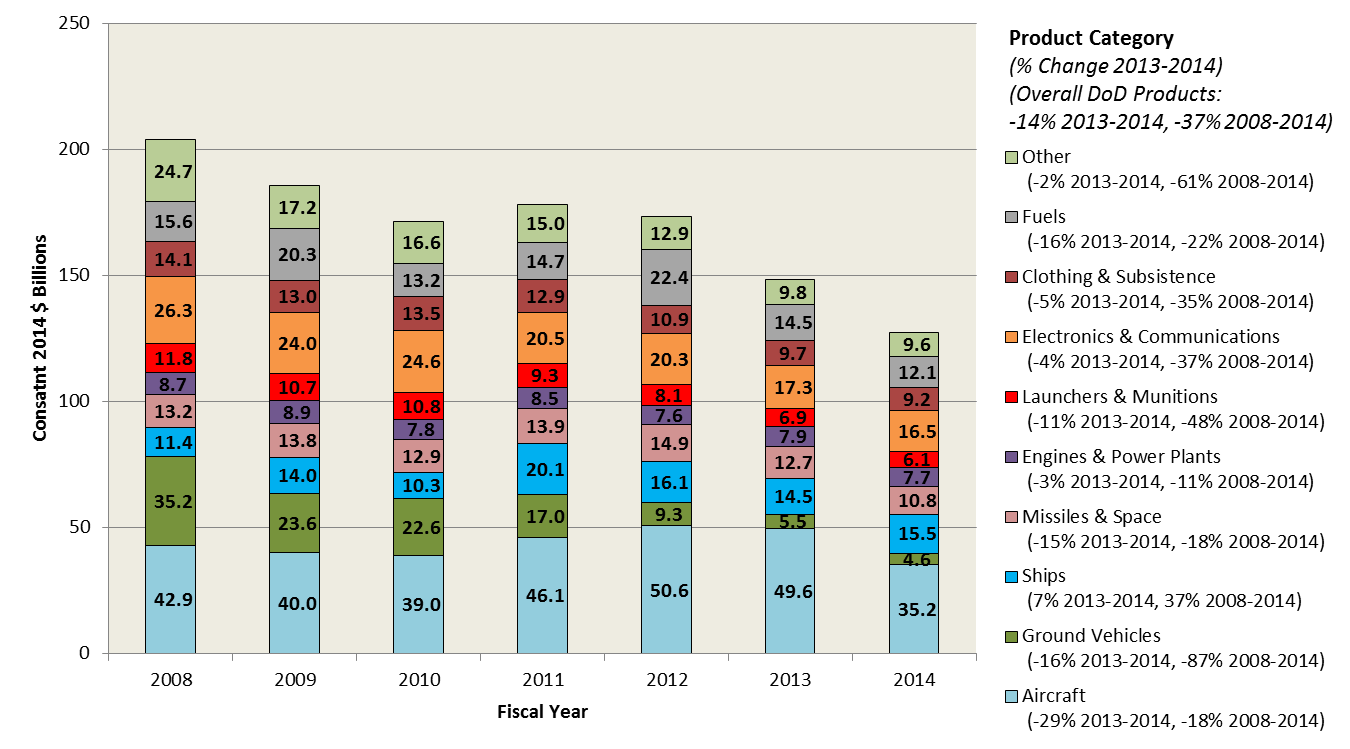 250
200
150
100
50
0
Consatnt 2014 $ Billions
24.7
15.6
14.1
26.3
11.8
8.7
13.2
11.4
35.2
42.9
17.2
20.3
13.0
24.0
10.7
8.9
13.8
14.0
23.6
40.0
16.6
13.2
13.5
24.6
10.8
7.8
12.9
10.3
22.6
39.0
15.0
14.7
12.9
20.5
9.3
8.5
13.9
20.1
17.0
46.1
12.9
22.4
10.9
20.3
8.1
7.6
14.9
16.1
9.3
50.6
9.8
14.5
9.7
17.3
6.9
7.9
12.7
14.5
5.5
49.6
9.6
12.1
9.2
16.5
6.1
7.7
10.8
15.5
4.6
35.2
2008 2009 2010 2011 2012 2013 2014
Fiscal Year
Product Category
(% Change 2013-2014)
(Overall DoD Products:
-14% 2013-2014, -37% 2008-2014)
Other
(-2% 2013-2014, -61% 2008-2014)
Fuels
(-16% 2013-2014, -22% 2008-2014)
Clothing & Subsistence
(-5% 2013-2014, -35% 2008-2014)
Electronics & Communications
(-4% 2013-2014, -37% 2008-2014)
Launchers & Munitions
(-11% 2013-2014, -48% 2008-2014)
Engines & Power Plants
(-3% 2013-2014, -11% 2008-2014)
Missiles & Space
(-15% 2013-2014, -18% 2008-2014)
Ships
(7% 2013-2014, 37% 2008-2014)
Ground Vehicles
(-16% 2013-2014, -87% 2008-2014)
Aircraft
(-29% 2013-2014, -18% 2008-2014)